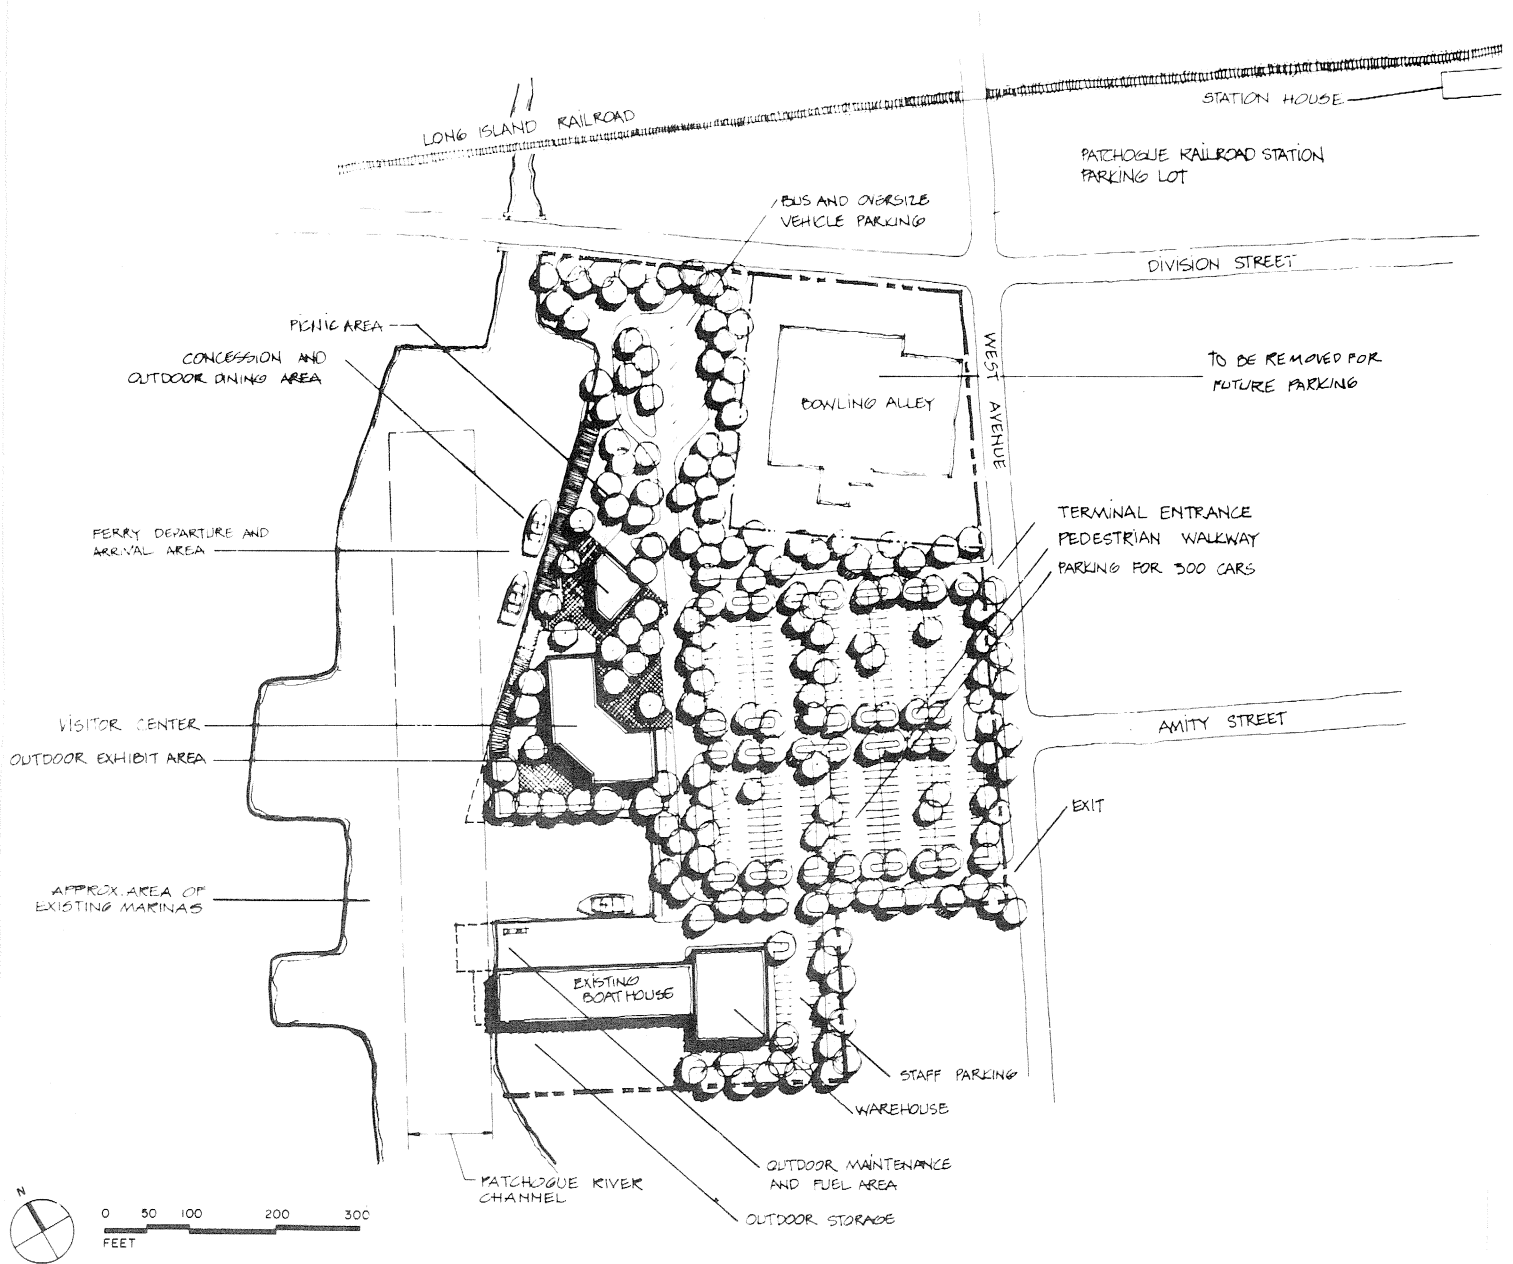 LONG ISLAND RAILROAD
STATION HOUSE
PATCHOGUE RAILROAD STATION
PARKING LOT
BUS AND OVERSIZE
VEHICLE PARKING
DIVISION STREET
PICNIC AREA
CONCESSION AND
OUTDOOR DINING AREA
WEST AVENUE
TO BE REMOVED FOR
FUTURE PARKING
BOWLING ALLEY
FERRY DEPARTURE AND
ARRIVAL AREA
TERMINAL ENTRANCE
PEDESTRIAN WALKWAY
PARKING FOR 300 CARS
VISITOR CENTER
OUTDOOR EXHIBIT AREA
AMITY STREET
EXIT
APPROX. AREA OF
EXISTING MARINAS
EXISTING
BOATHOUSE
STAFF PARKING
WAREHOUSE
OUTDOOR MAINTENANCE
AND FUEL AREA
PATCHOGUE RIVER
CHANNEL
OUTDOOR STORAGE
N
0 50 100 200 300
FEET